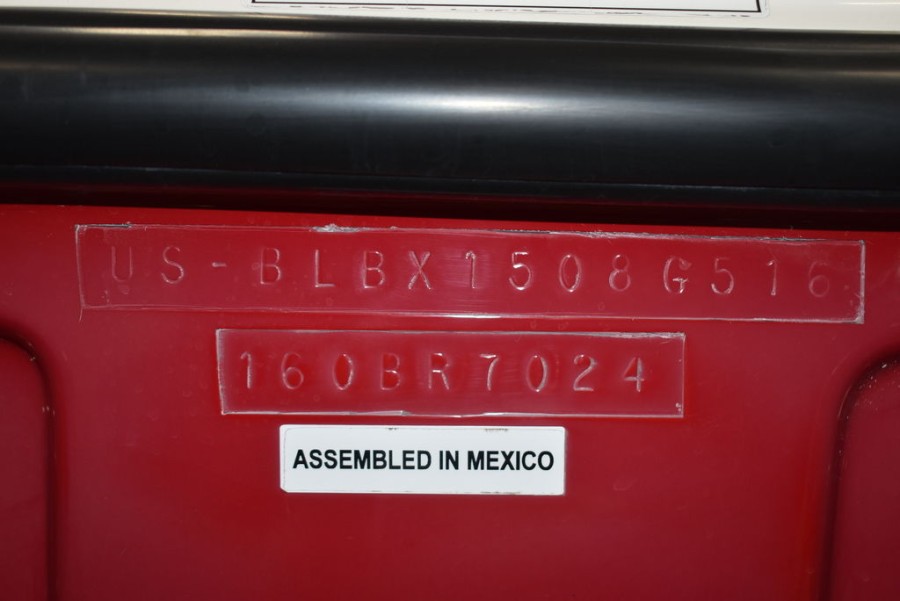 US-BLBX1508G516
160BR7024
ASSEMBLED IN MEXICO